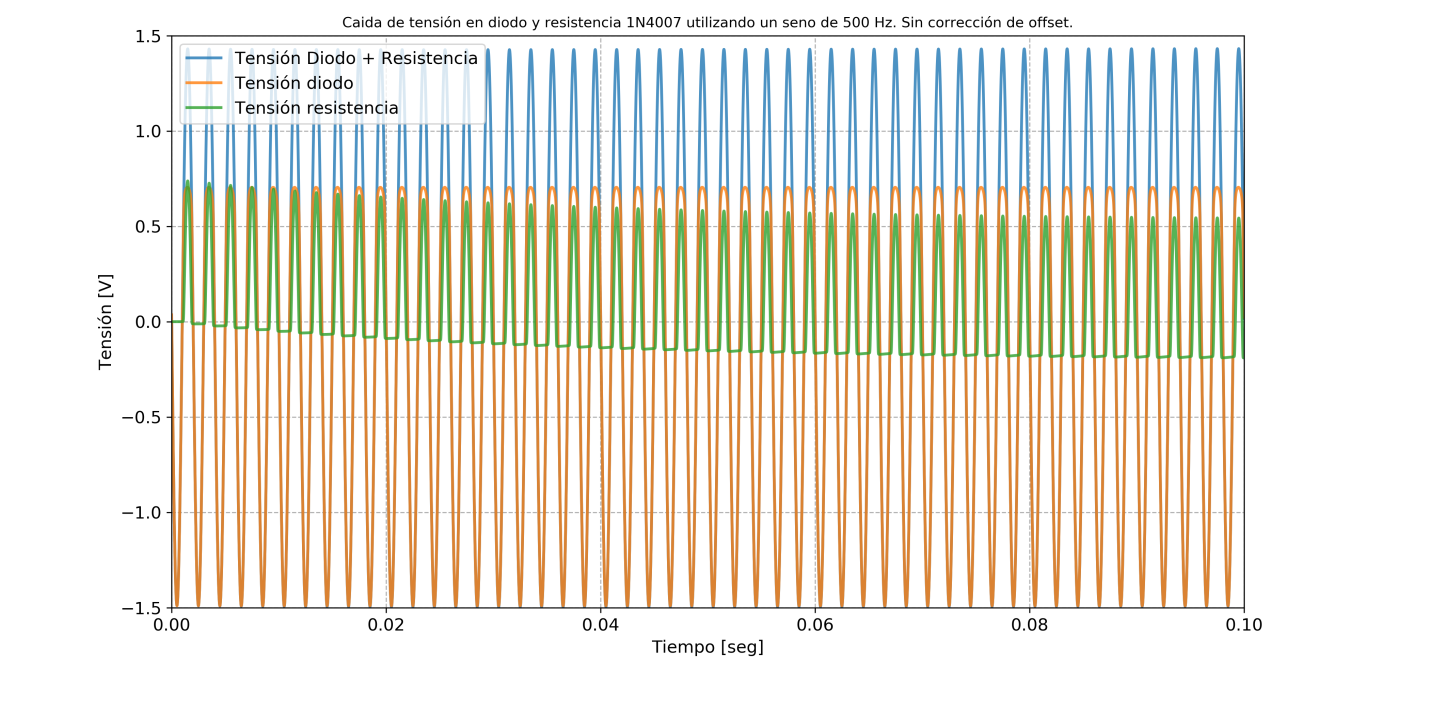 Caida de tensión en diodo y resistencia 1N4007 utilizando un seno de 500 Hz. Sin corrección de offset.
Tensión Diodo + Resistencia
Tensión diodo
Tensión resistencia
1.5
1.0
0.5
0.0
−0.5
−1.0
−1.5
Tensión [V]
0.00 0.02 0.04 0.06 0.08 0.10
Tiempo [seg]